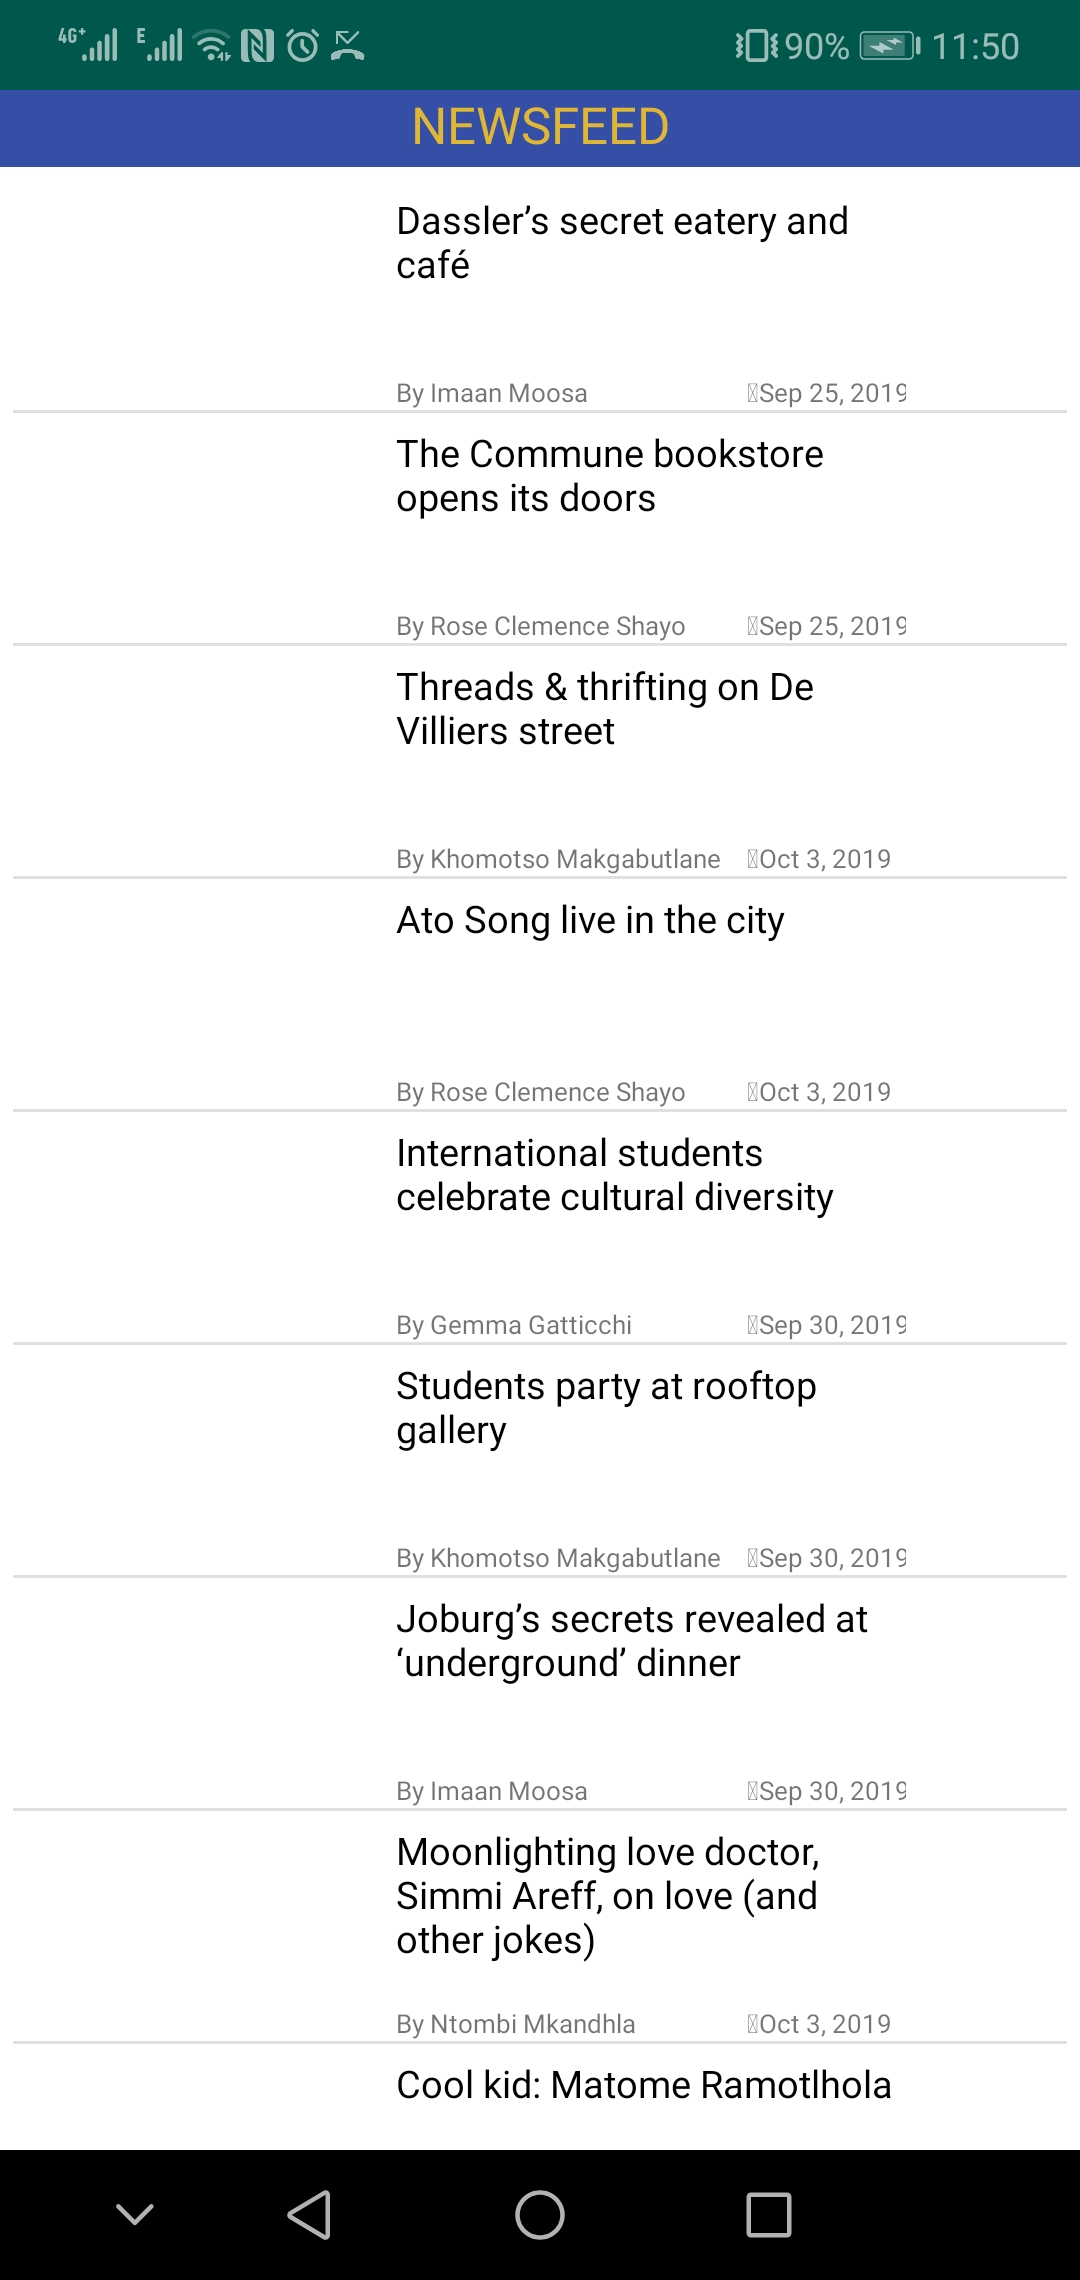 4G+ E 90% 11:50
NEWSFEED
Dassler’s secret eatery and
café
By Imaan Moosa Sep 25, 2019
The Commune bookstore
opens its doors
By Rose Clemence Shayo Sep 25, 2019
Threads & thrifting on De
Villiers street
By Khomotso Makgabutlane Oct 3, 2019
Ato Song live in the city
By Rose Clemence Shayo Oct 3, 2019
International students
celebrate cultural diversity
By Gemma Gatticchi Sep 30, 2019
Students party at rooftop
gallery
By Khomotso Makgabutlane Sep 30, 2019
Joburg’s secrets revealed at
‘underground’ dinner
By Imaan Moosa Sep 30, 2019
Moonlighting love doctor,
Simmi Areff, on love (and
other jokes)
By Ntombi Mkandhla Oct 3, 2019
Cool kid: Matome Ramotlhola